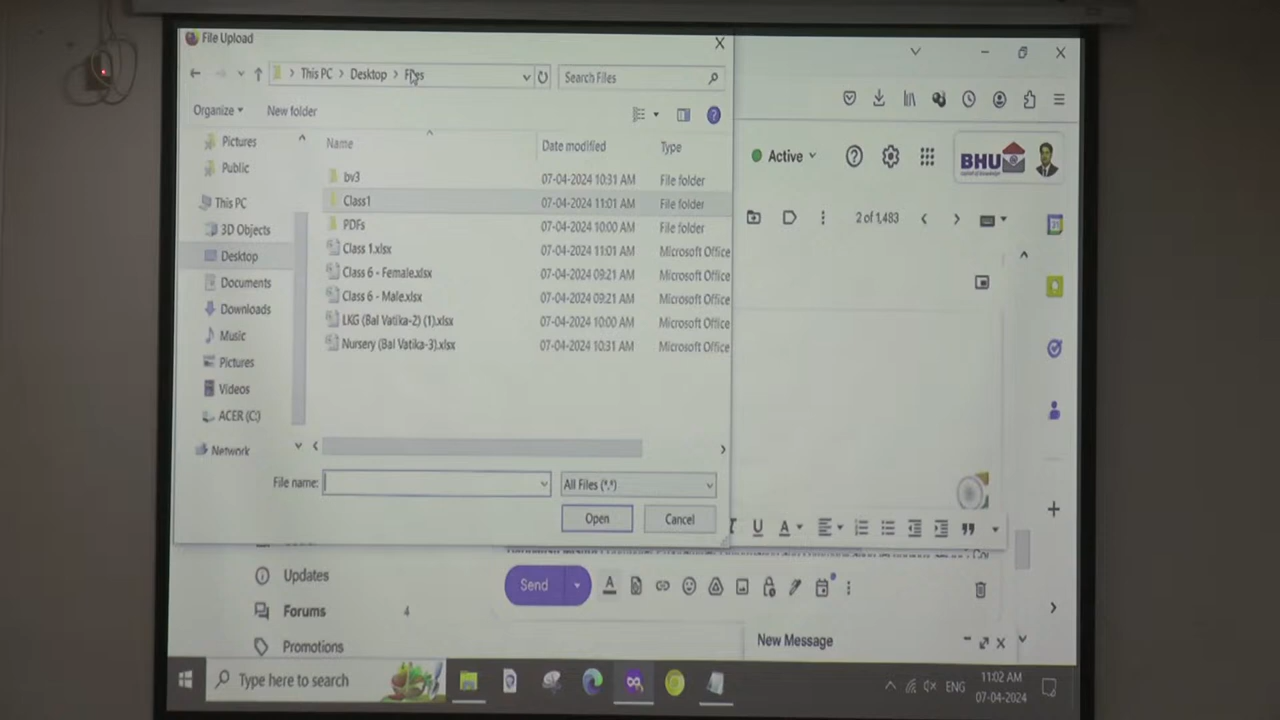 File Upload
This PC > Desktop > Files
Search Files
Organize
New folder
Name
Date modified
Type
Pictures
Public
This PC
3D Objects
Desktop
Documents
Downloads
Music
Pictures
Videos
ACER (C:)
Network
bv3 07-04-2024 10:31 AM File folder
Class1 07-04-2024 11:01 AM File folder
PDFs 07-04-2024 10:00 AM File folder
Class 1.xlsx 07-04-2024 11:01 AM Microsoft Office
Class 6 - Female.xlsx 07-04-2024 09:21 AM Microsoft Office
Class 6 - Male.xlsx 07-04-2024 09:21 AM Microsoft Office
LKG (Bal Vatika-2) (1).xlsx 07-04-2024 10:00 AM Microsoft Office
Nursery (Bal Vatika-3).xlsx 07-04-2024 10:31 AM Microsoft Office
File name:
All Files (*.*)
Open
Cancel
Active
BHU
2 of 1,483
Updates
Forums 4
Promotions
Send
New Message
Type here to search
ENG
11:02 AM
07-04-2024